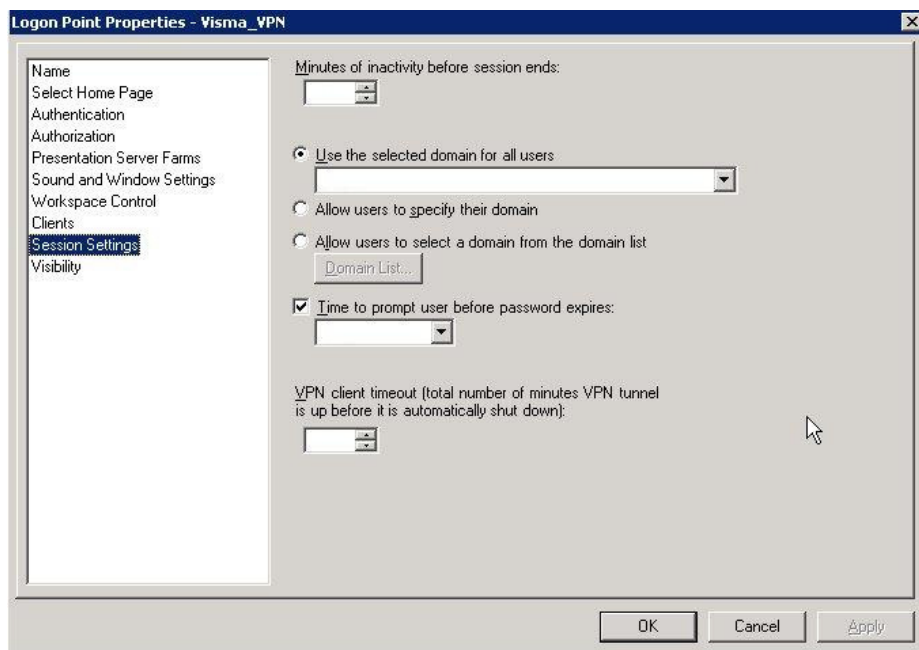 Logon Point Properties - Visma_VPN
Name
Select Home Page
Authentication
Authorization
Presentation Server Farms
Sound and Window Settings
Workspace Control
Clients
Session Settings
Visibility
Minutes of inactivity before session ends:
Use the selected domain for all users
Allow users to specify their domain
Allow users to select a domain from the domain list
Domain List...
Time to prompt user before password expires:
VPN client timeout (total number of minutes VPN tunnel
is up before it is automatically shut down):
OK
Cancel
Apply